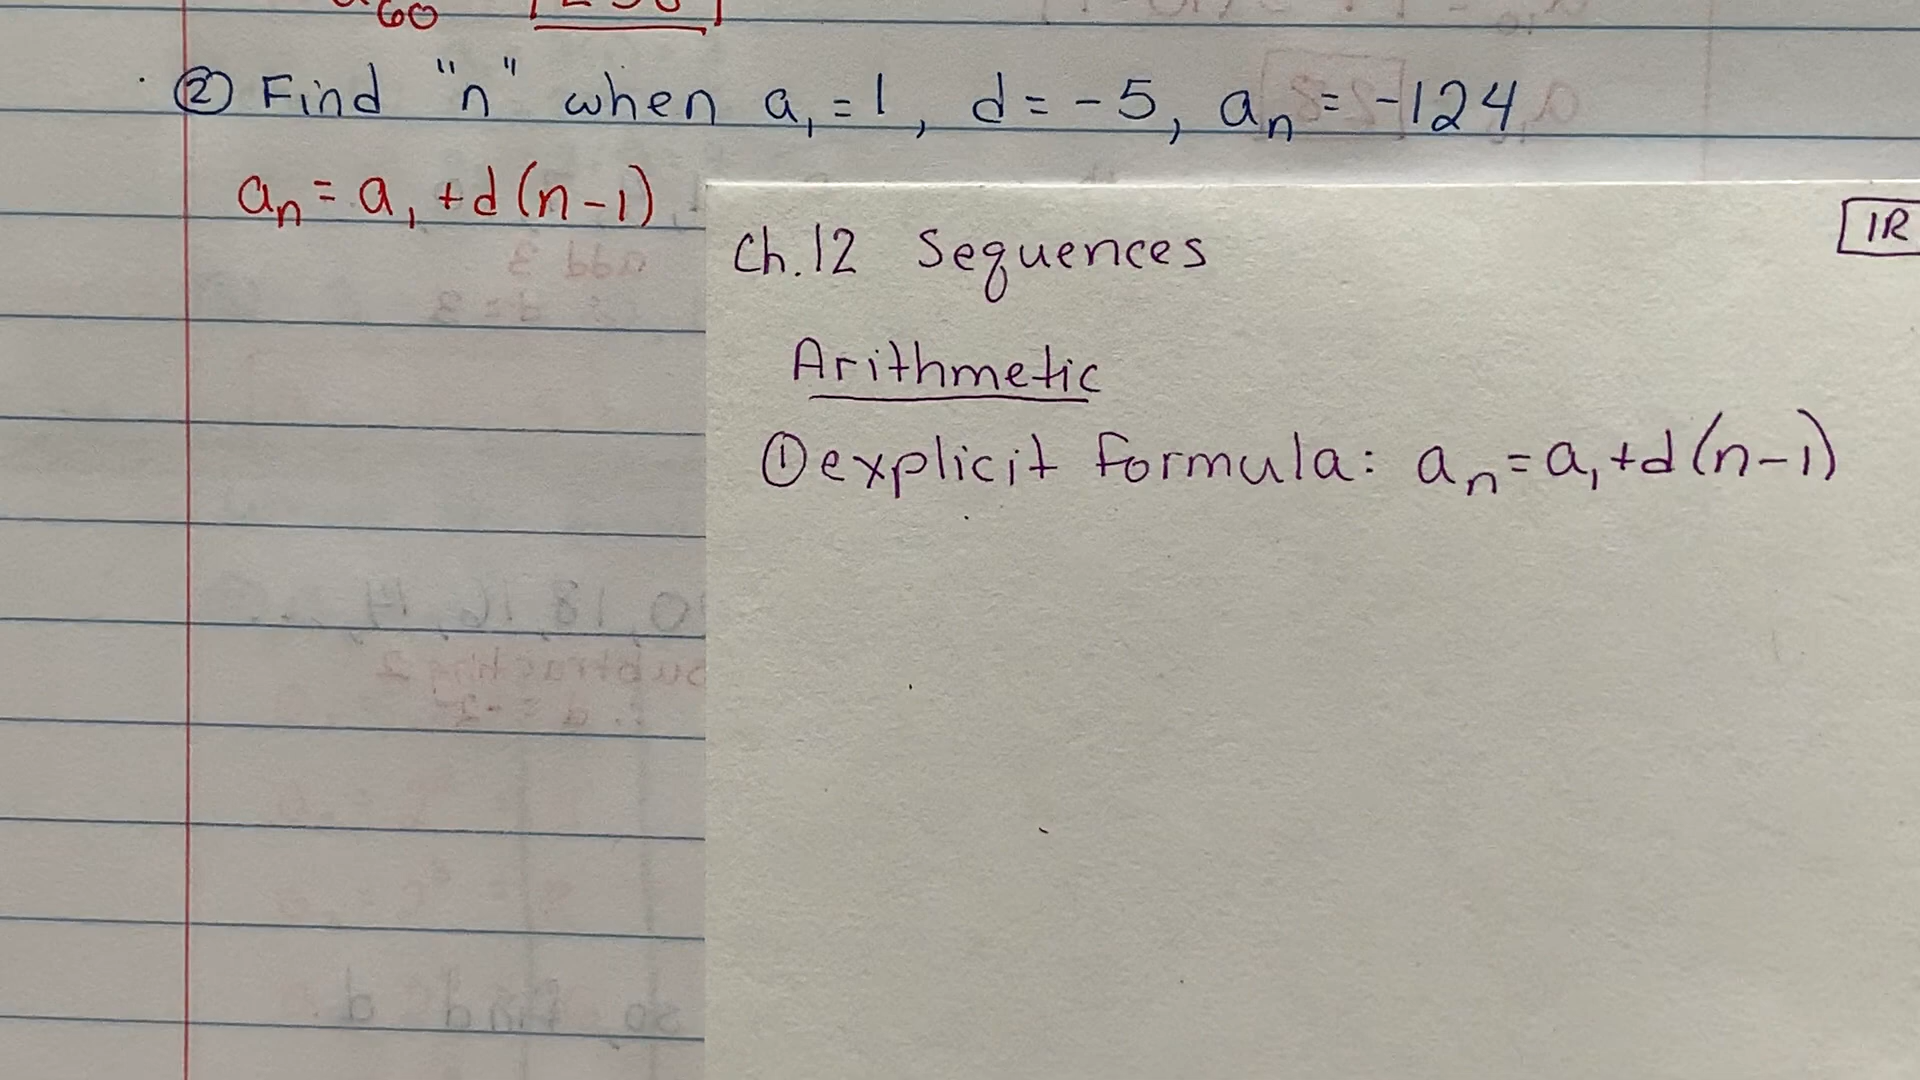 a₆₀
② Find "n" when a₁ = 1, d = -5, aₙ = -124
aₙ = a₁ + d(n-1)
1R
Ch.12 Sequences
Arithmetic
① explicit formula: aₙ = a₁ + d(n-1)